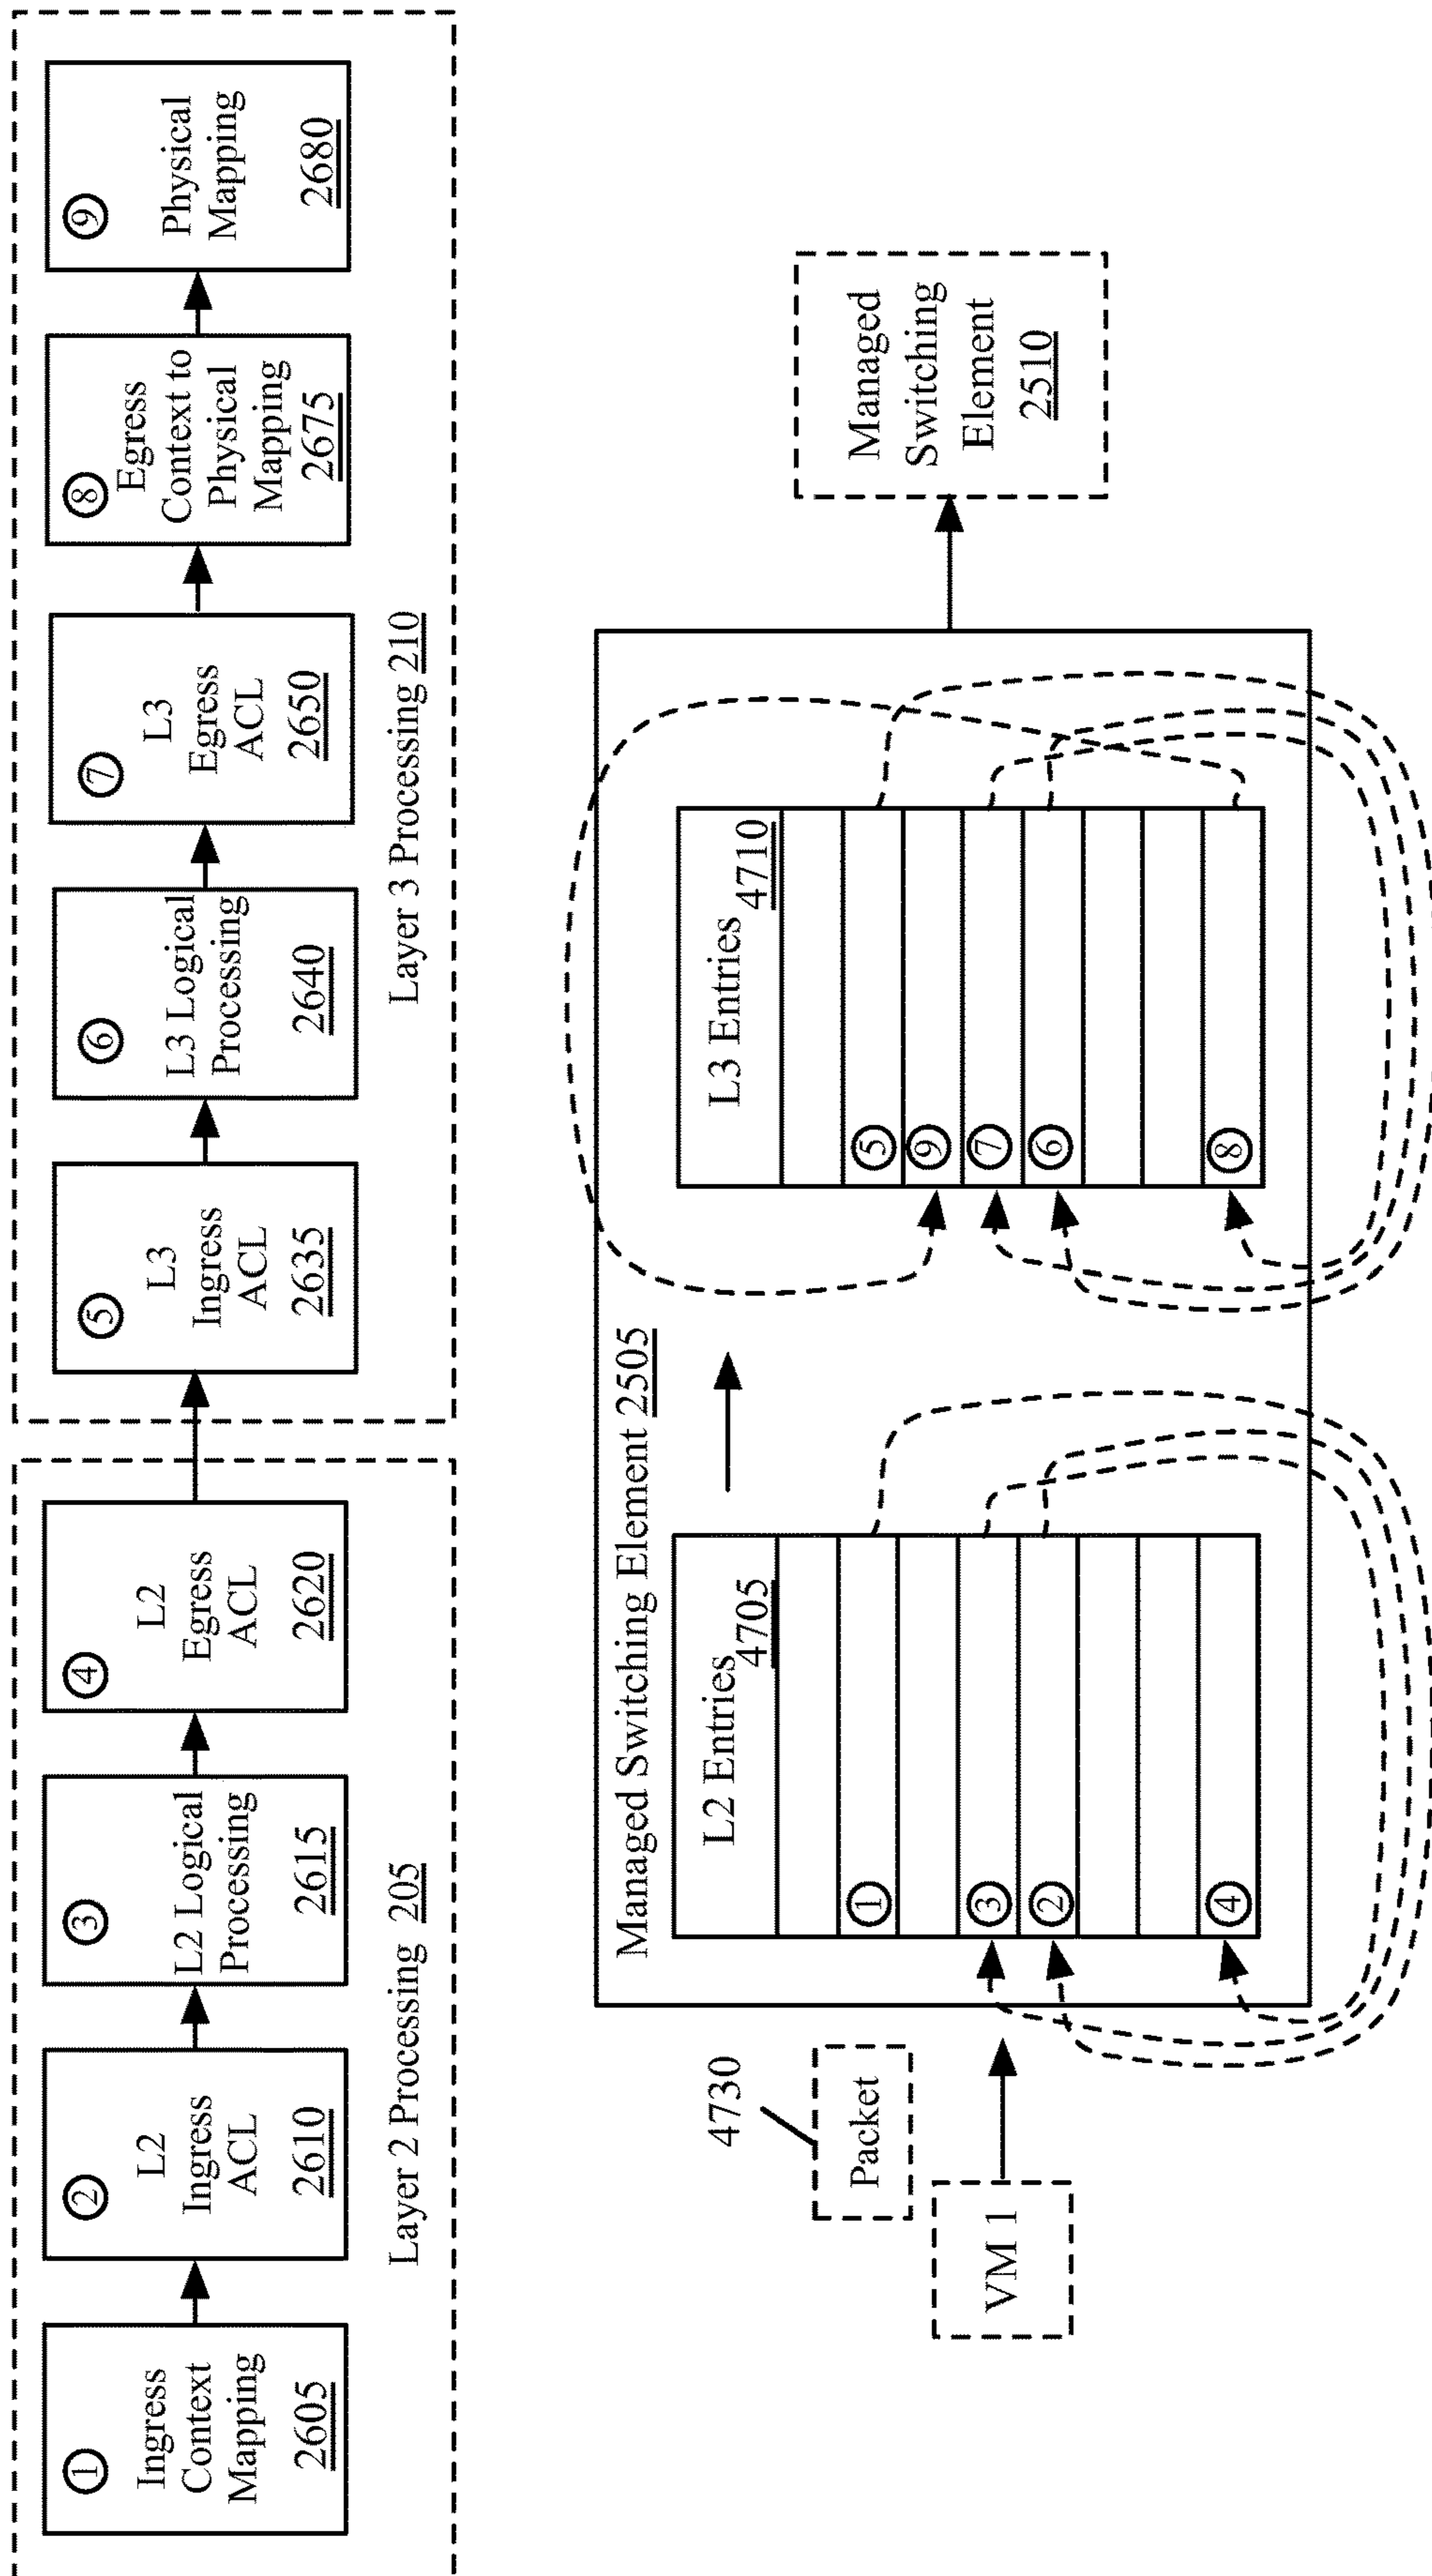 ①
Ingress
Context
Mapping
2605
②
L2
Ingress
ACL
2610
③
L2 Logical
Processing
2615
④
L2
Egress
ACL
2620
Layer 2 Processing 205
⑤
L3
Ingress
ACL
2635
⑥
L3 Logical
Processing
2640
⑦
L3
Egress
ACL
2650
⑧
Egress
Context to
Physical
Mapping
2675
⑨
Physical
Mapping
2680
Layer 3 Processing 210
4730
Packet
VM 1
Managed Switching Element 2505
L2 Entries
4705
①
③
②
④
L3 Entries
4710
⑤
⑨
⑦
⑥
⑧
Managed
Switching
Element
2510